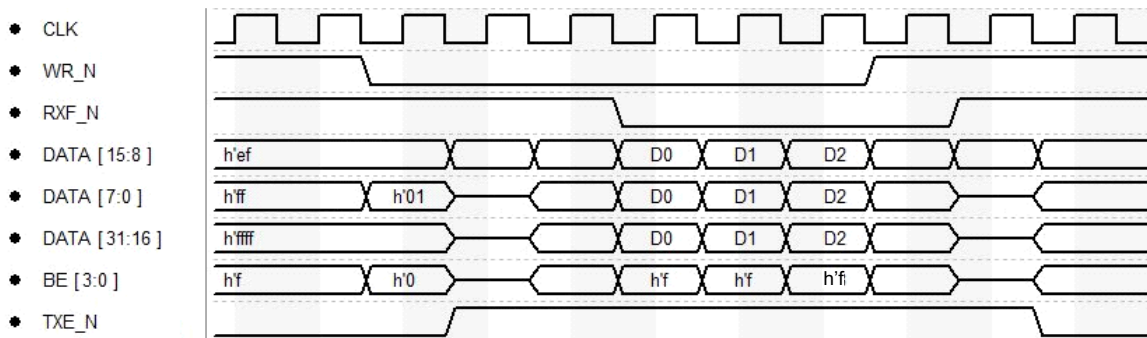 CLK
WR_N
RXF_N
DATA [15:8] h'ef D0 D1 D2
DATA [7:0] h'ff h'01 D0 D1 D2
DATA [31:16] h'ffff D0 D1 D2
BE [3:0] h'f h'0 h'f h'f h'f
TXE_N